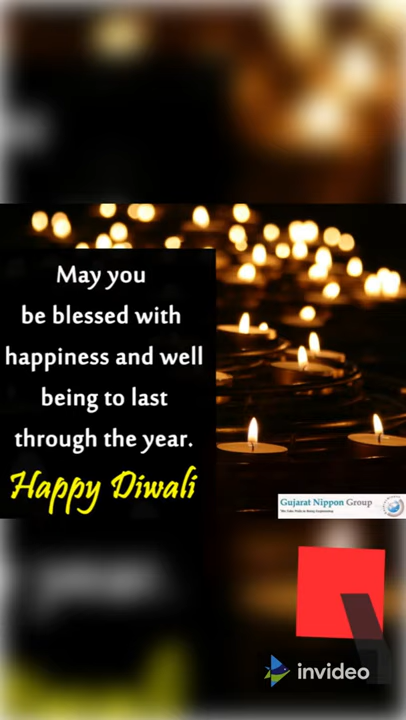 May you
be blessed with
happiness and well
being to last
through the year.
Happy Diwali
Gujarat Nippon Group
invideo